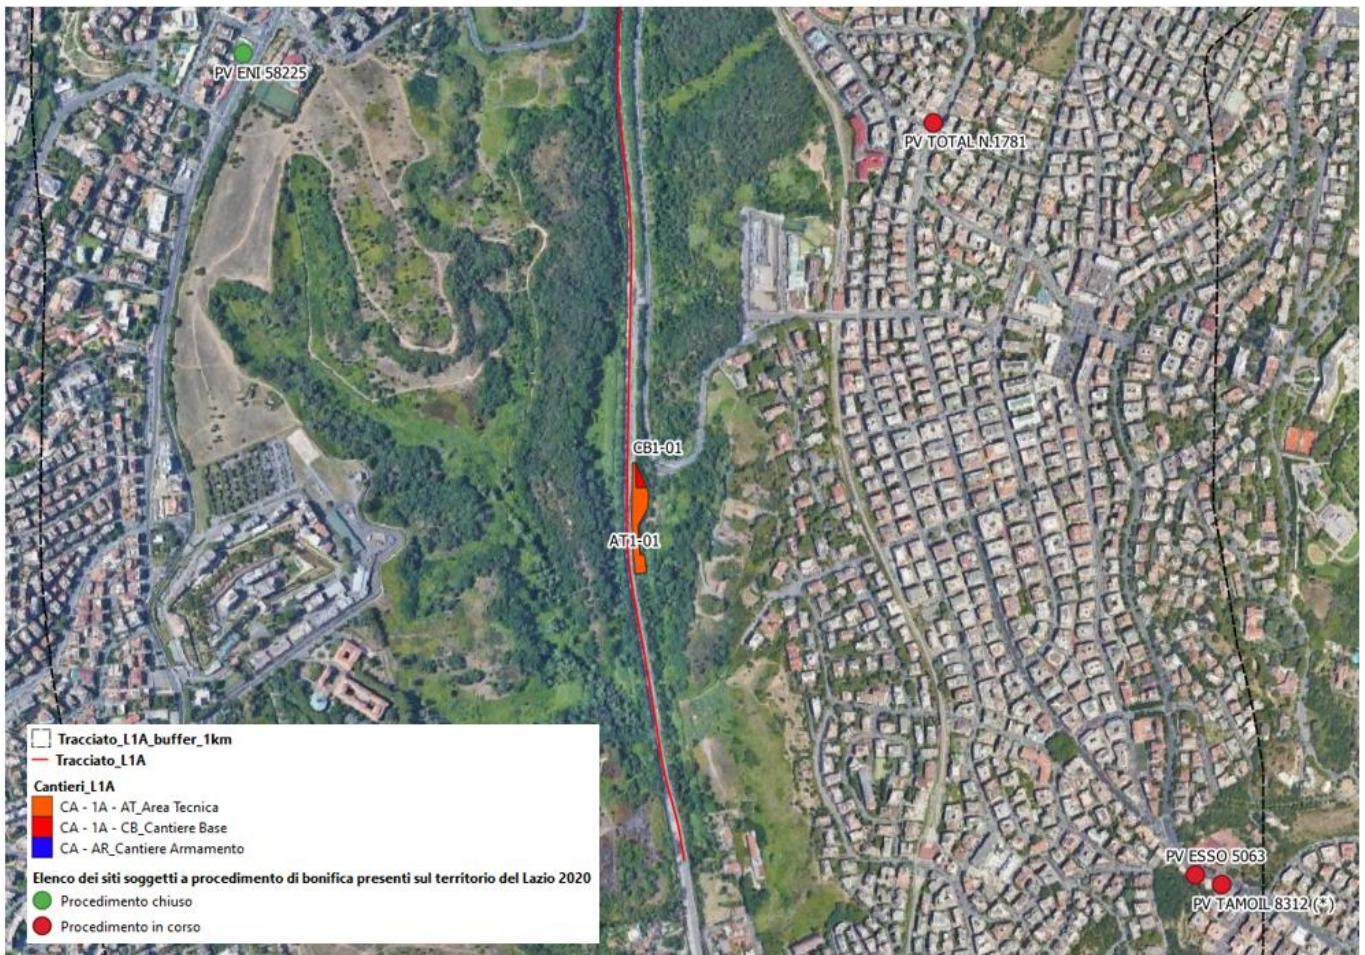 PV ENI 58225
PV TOTAL N.1781
CB1-01
AT1-01
PV ESSO 5063
PV TAMOIL 8312 (*)
Tracciato_L1A_buffer_1km
Tracciato_L1A
Cantieri_L1A
CA - 1A - AT_Area Tecnica
CA - 1A - CB_Cantiere Base
CA - AR_Cantiere Armamento
Elenco dei siti soggetti a procedimento di bonifica presenti sul territorio del Lazio 2020
Procedimento chiuso
Procedimento in corso